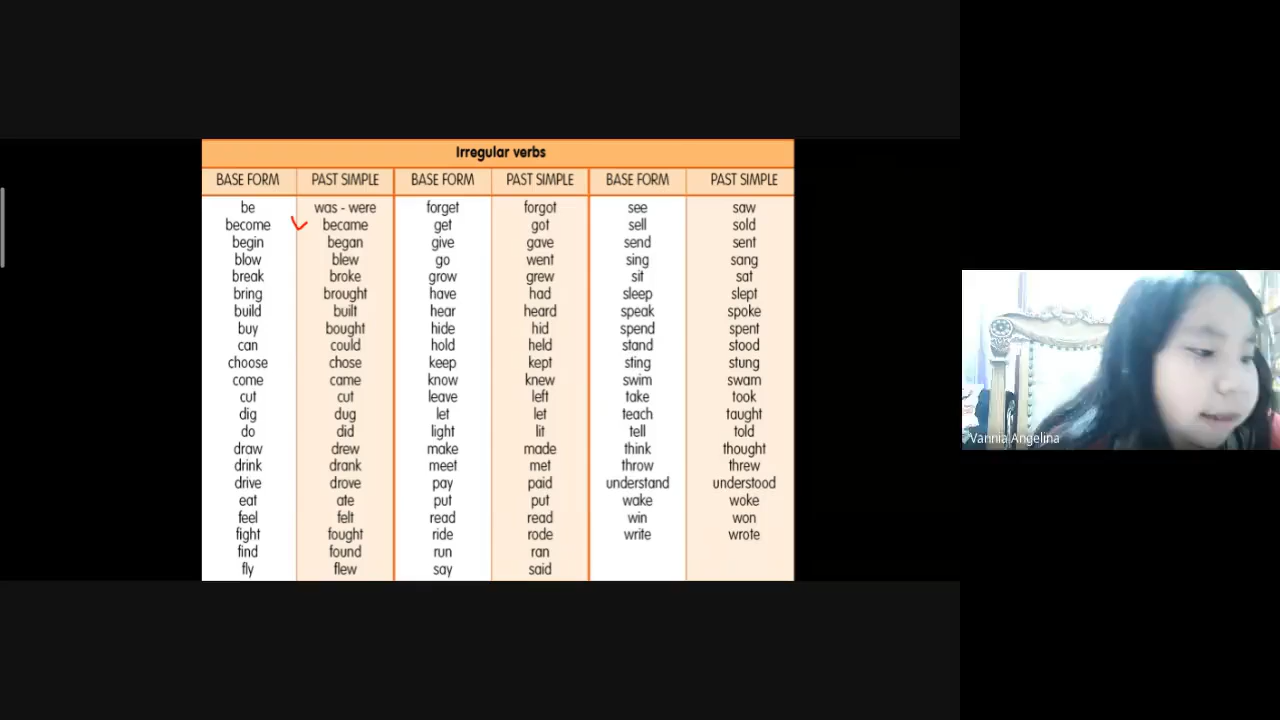 Irregular verbs
BASE FORM PAST SIMPLE BASE FORM PAST SIMPLE BASE FORM PAST SIMPLE
be was - were forget forgot see saw
become became get got sell sold
begin began give gave send sent
blow blew go went sing sang
break broke grow grew sit sat
bring brought have had sleep slept
build built hear heard speak spoke
buy bought hide hid spend spent
can could hold held stand stood
choose chose keep kept sting stung
come came know knew swim swam
cut cut leave left take took
dig dug let let teach taught
do did light lit tell told
draw drew make made think thought
drink drank meet met throw threw
drive drove pay paid understand understood
eat ate put put wake woke
feel felt read read win won
fight fought ride rode write wrote
find found run ran
fly flew say said
Vannia Angelina